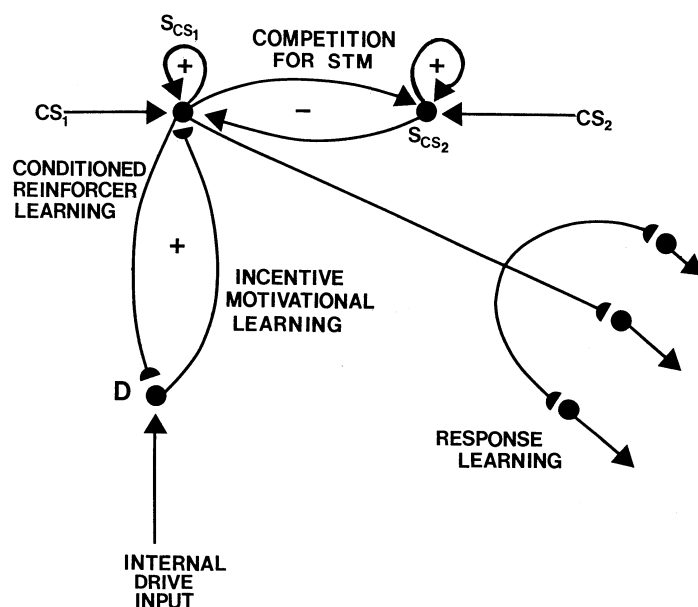 S_CS₁
COMPETITION
FOR STM
+
+
CS₁
−
CS₂
S_CS₂
CONDITIONED
REINFORCER
LEARNING
+
INCENTIVE
MOTIVATIONAL
LEARNING
D
RESPONSE
LEARNING
INTERNAL
DRIVE
INPUT